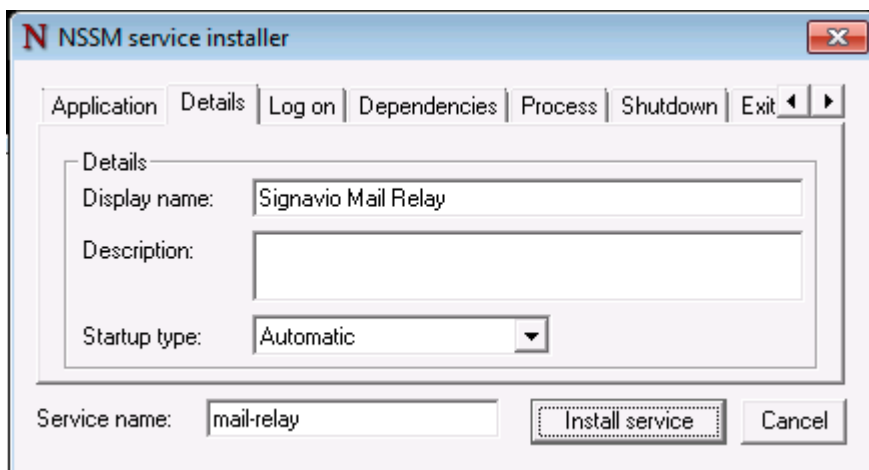 N NSSM service installer
Application Details Log on Dependencies Process Shutdown Exit
Details
Display name: Signavio Mail Relay
Description:
Startup type: Automatic
Service name: mail-relay Install service Cancel